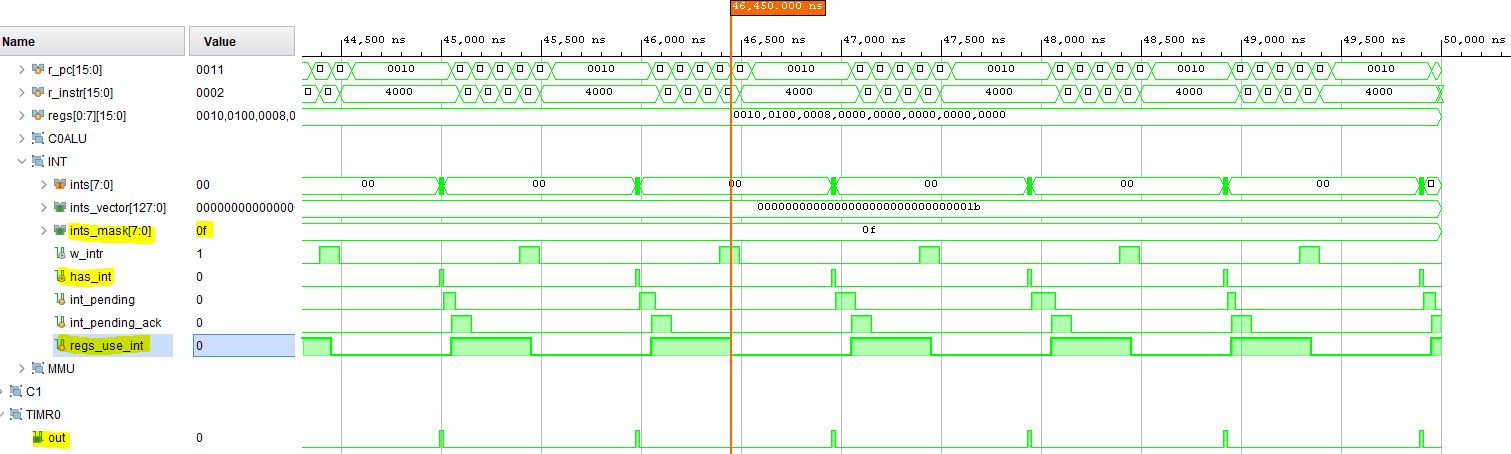 46,450.000 ns
Name Value 44,500 ns 45,000 ns 45,500 ns 46,000 ns 46,500 ns 47,000 ns 47,500 ns 48,000 ns 48,500 ns 49,000 ns 49,500 ns 50,000 ns
r_pc[15:0] 0011 0010 0010 0010 0010 0010 0010
r_instr[15:0] 0002 4000 4000 4000 4000 4000 4000
regs[0:7][15:0] 0010,0100,0008,0 0010,0100,0008,0000,0000,0000,0000,0000
C0ALU
INT
ints[7:0] 00 00 00 00 00 00 00
ints_vector[127:0] 00000000000000
ints_mask[7:0] 0f 0f
w_intr 1
has_int 0
int_pending 0
int_pending_ack 0
regs_use_int 0
MMU
C1
TIMR0
out 0